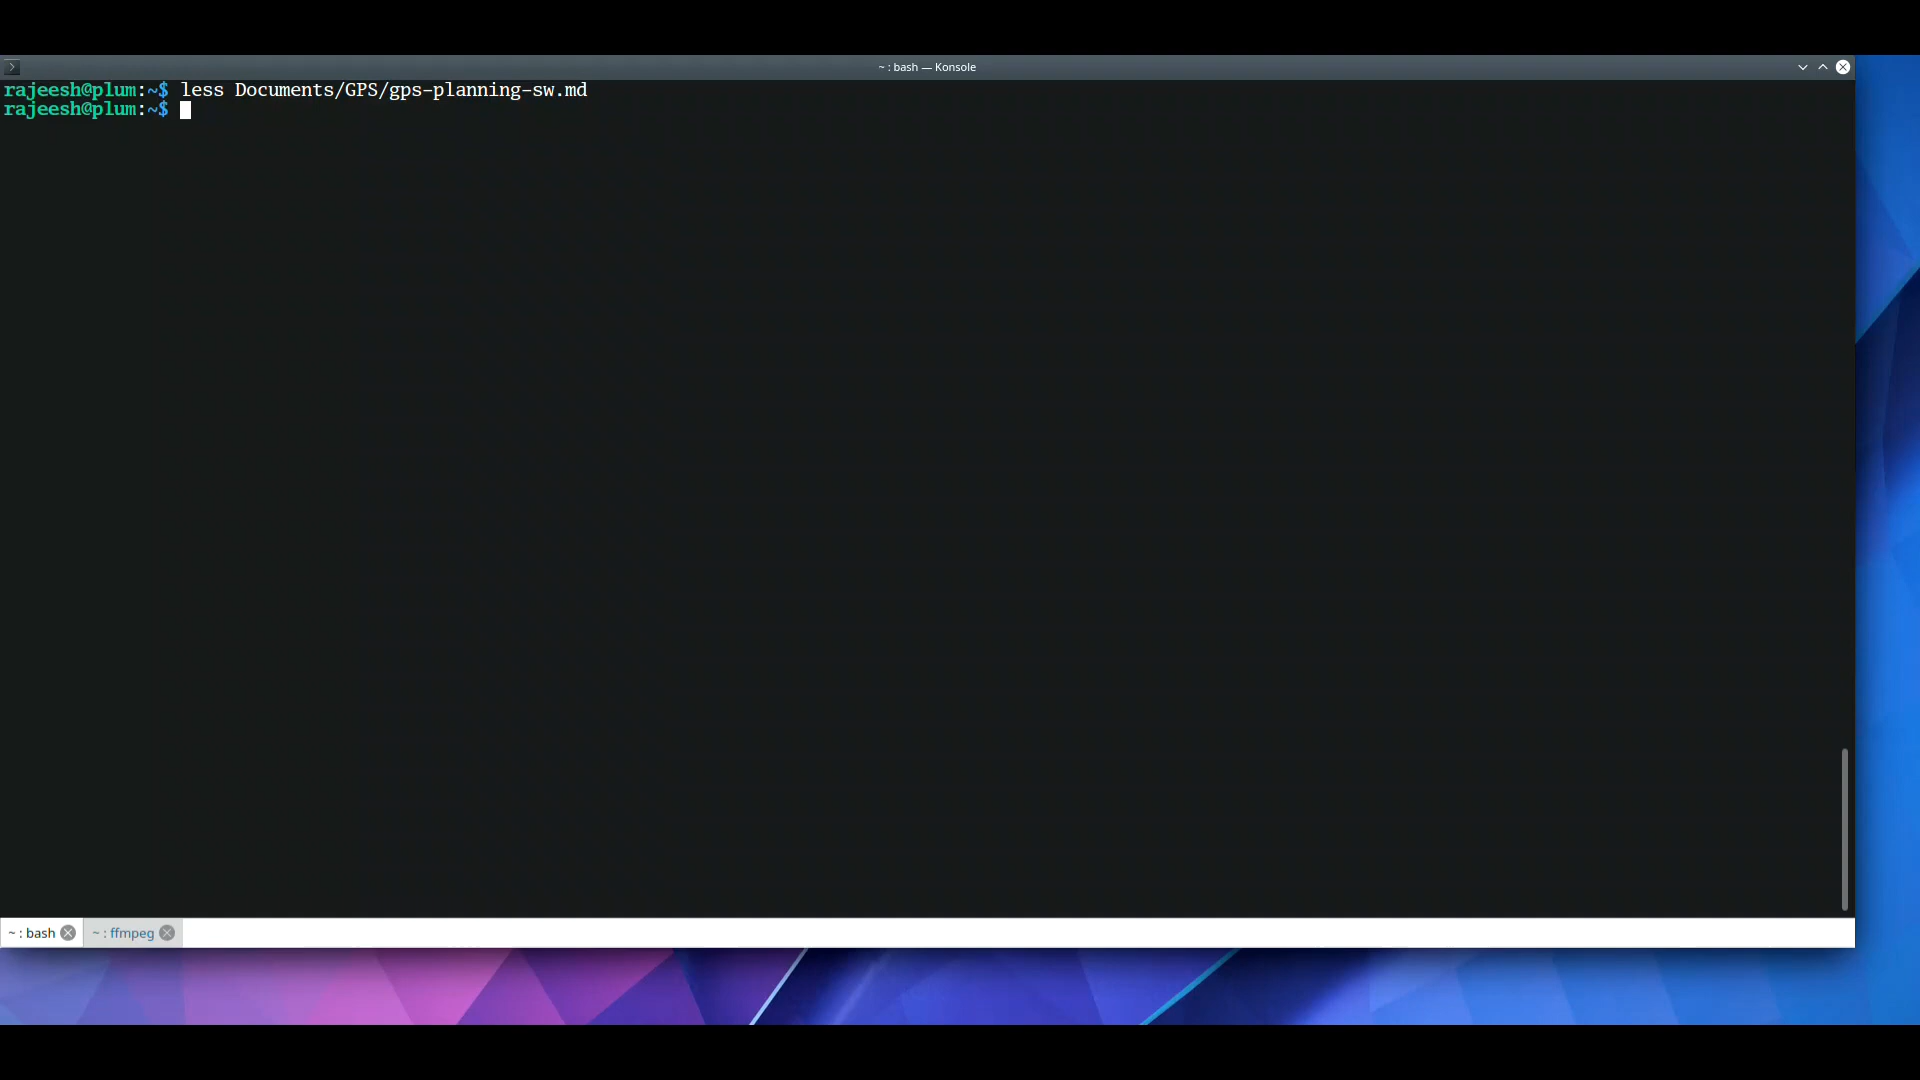 ~ : bash — Konsole
rajeesh@plum:~$ less Documents/GPS/gps-planning-sw.md
rajeesh@plum:~$
~ : bash
~ : ffmpeg